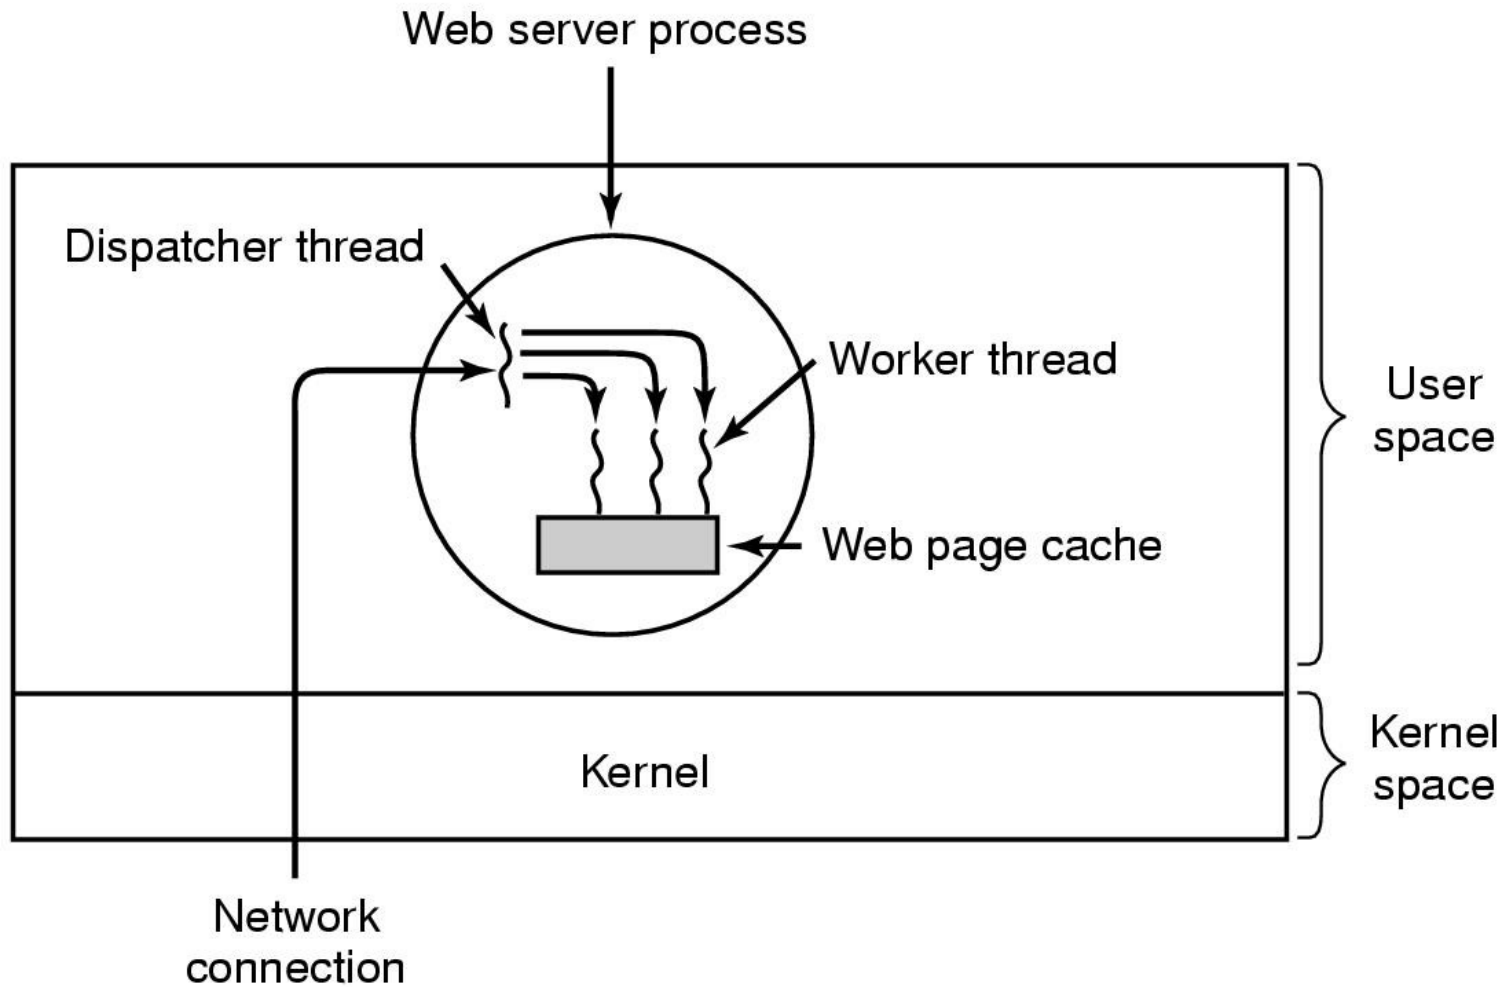 Web server process
Dispatcher thread
Worker thread
User
space
Web page cache
Kernel
Kernel
space
Network
connection